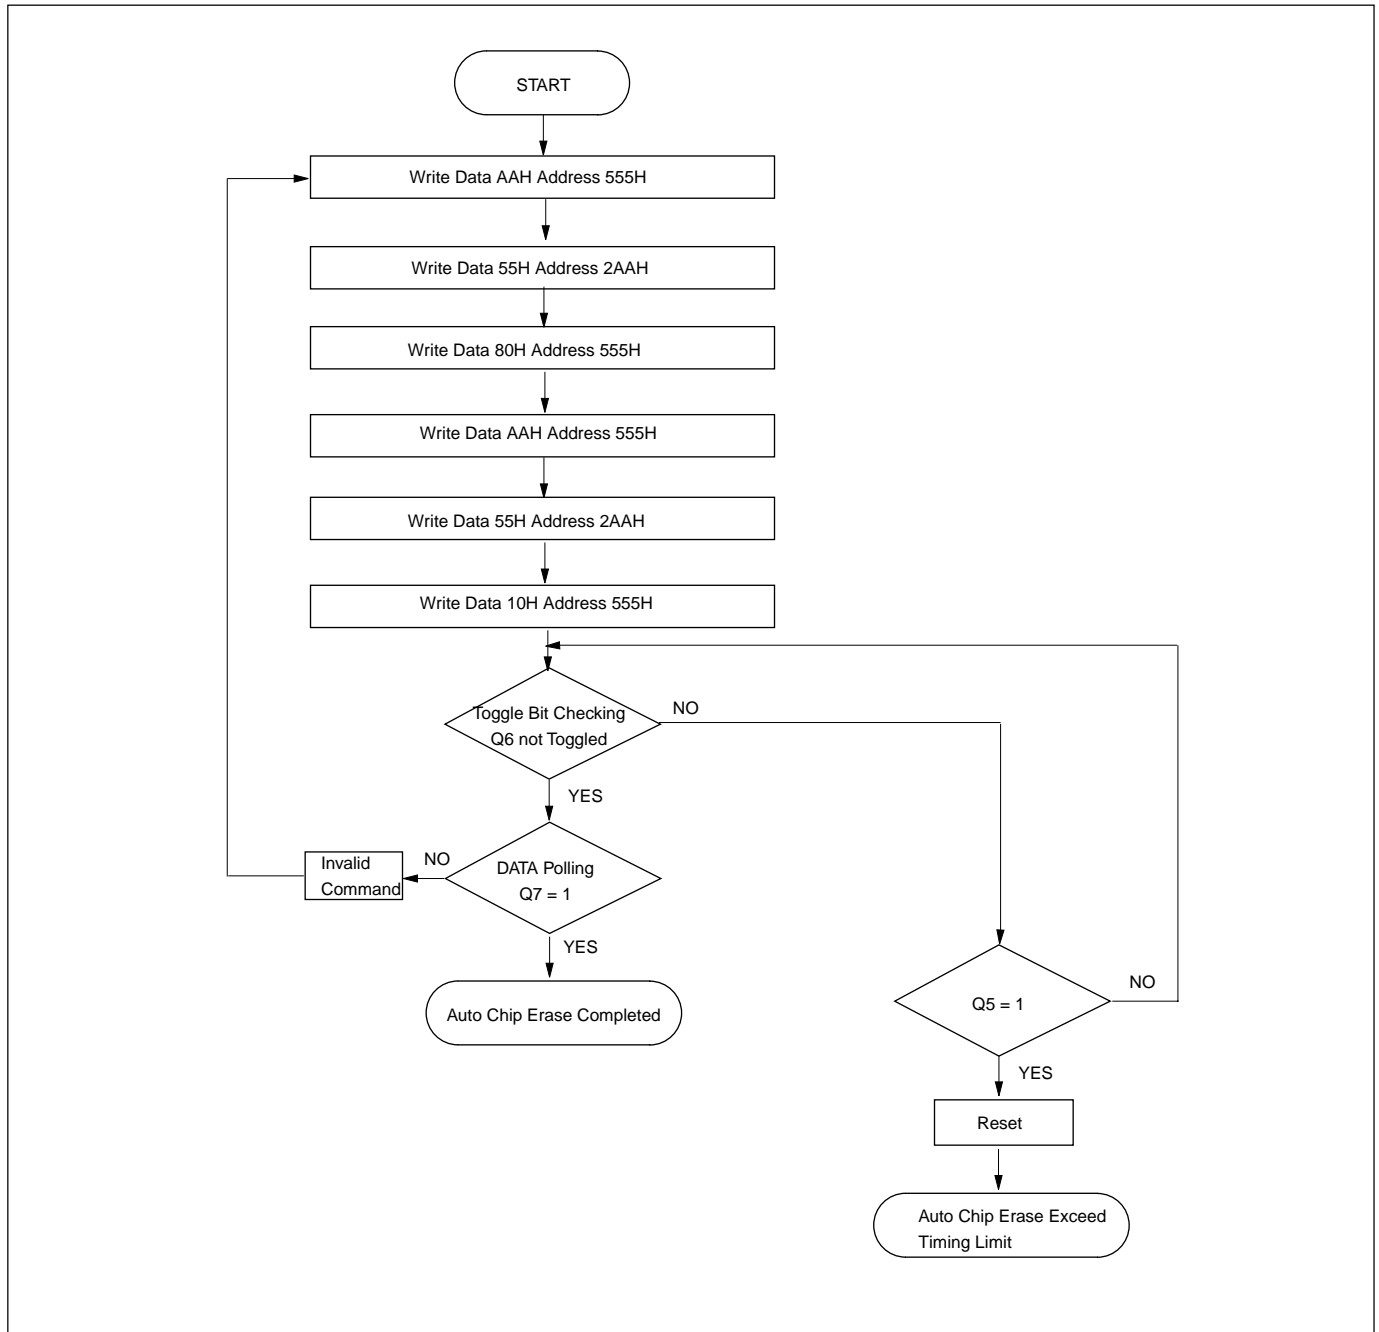 START
Write Data AAH Address 555H
Write Data 55H Address 2AAH
Write Data 80H Address 555H
Write Data AAH Address 555H
Write Data 55H Address 2AAH
Write Data 10H Address 555H
Toggle Bit Checking
Q6 not Toggled
NO
YES
Invalid
Command
NO
DATA Polling
Q7 = 1
YES
Auto Chip Erase Completed
Q5 = 1
NO
YES
Reset
Auto Chip Erase Exceed
Timing Limit